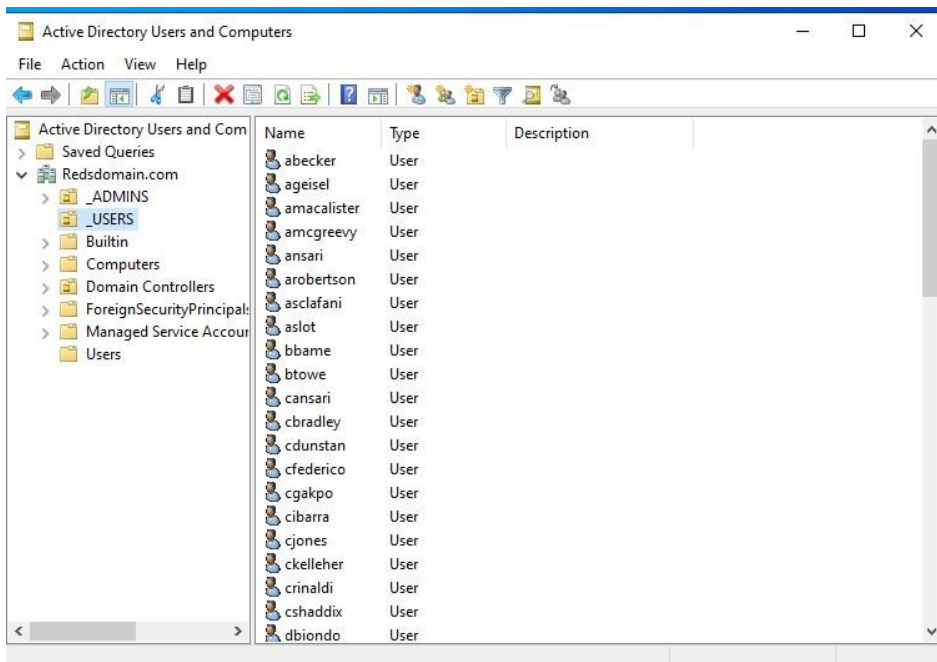 Active Directory Users and Computers
File Action View Help
Active Directory Users and Com
Saved Queries
Redsdomain.com
_ADMINS
_USERS
Builtin
Computers
Domain Controllers
ForeignSecurityPrincipals
Managed Service Accour
Users
Name Type Description
abecker User
ageisel User
amacalister User
amcgreevy User
ansari User
arobertson User
asclafani User
aslot User
bbame User
btowe User
cansari User
cbradley User
cdunstan User
cfederico User
cgakpo User
cibarra User
cjones User
ckelleher User
crinaldi User
cshaddix User
dbiondo User